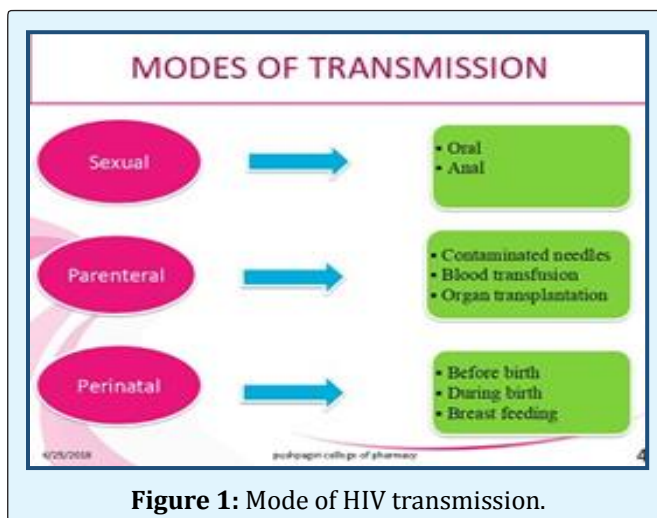 MODES OF TRANSMISSION
Sexual
• Oral
• Anal
Parenteral
• Contaminated needles
• Blood transfusion
• Organ transplantation
Perinatal
• Before birth
• During birth
• Breast feeding
6/25/2018 pushpagiri college of pharmacy 4
Figure 1: Mode of HIV transmission.